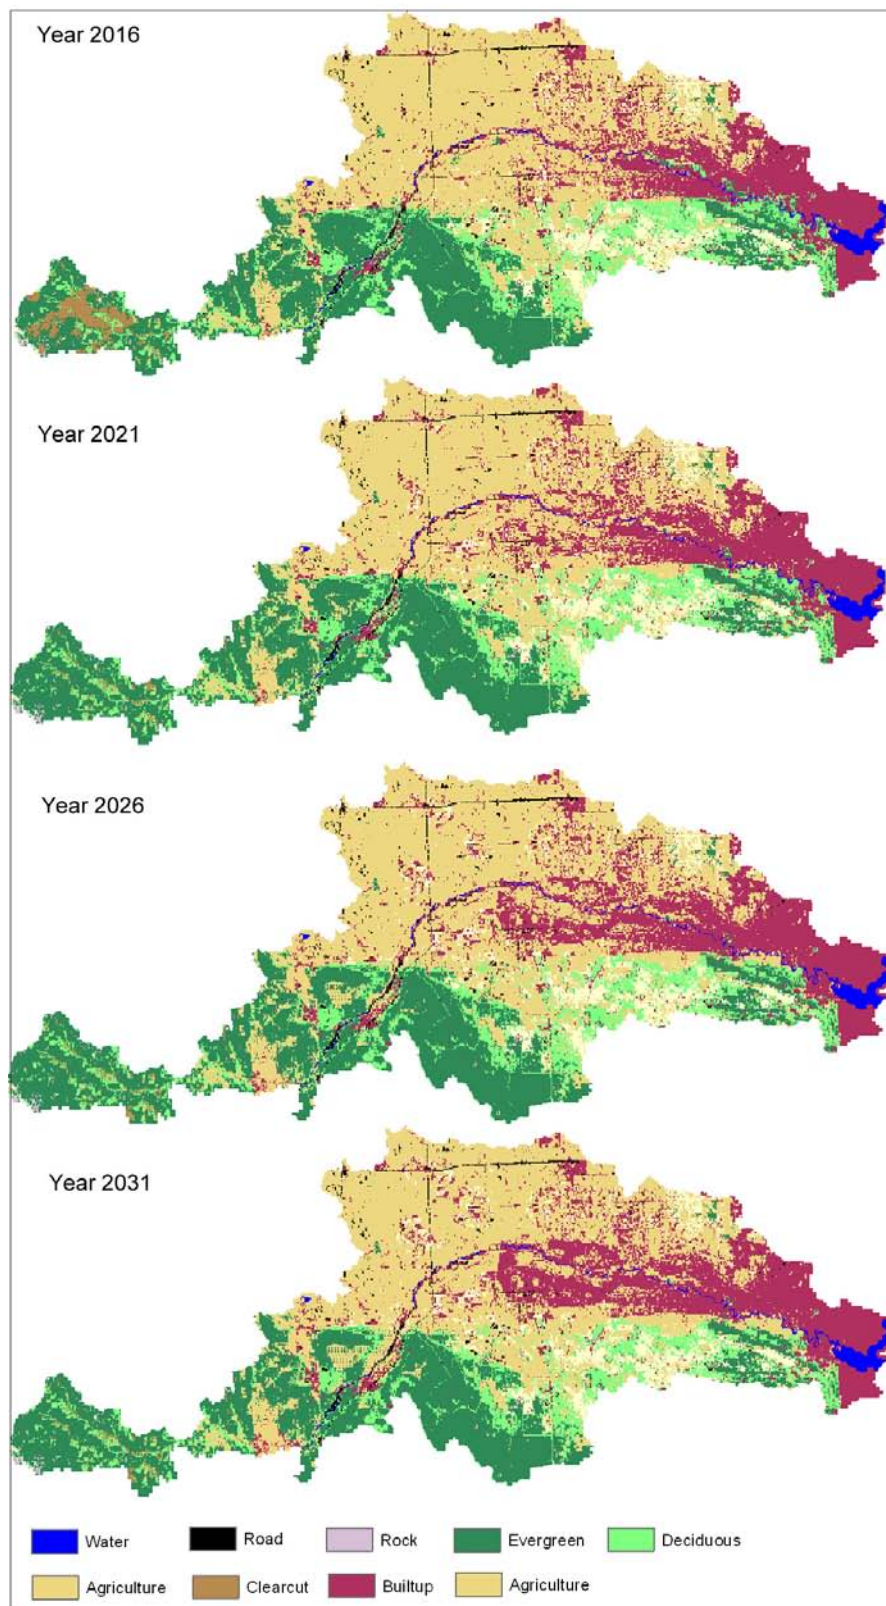 Year 2016
Year 2021
Year 2026
Year 2031
Water Road Rock Evergreen Deciduous
Agriculture Clearcut Builtup Agriculture